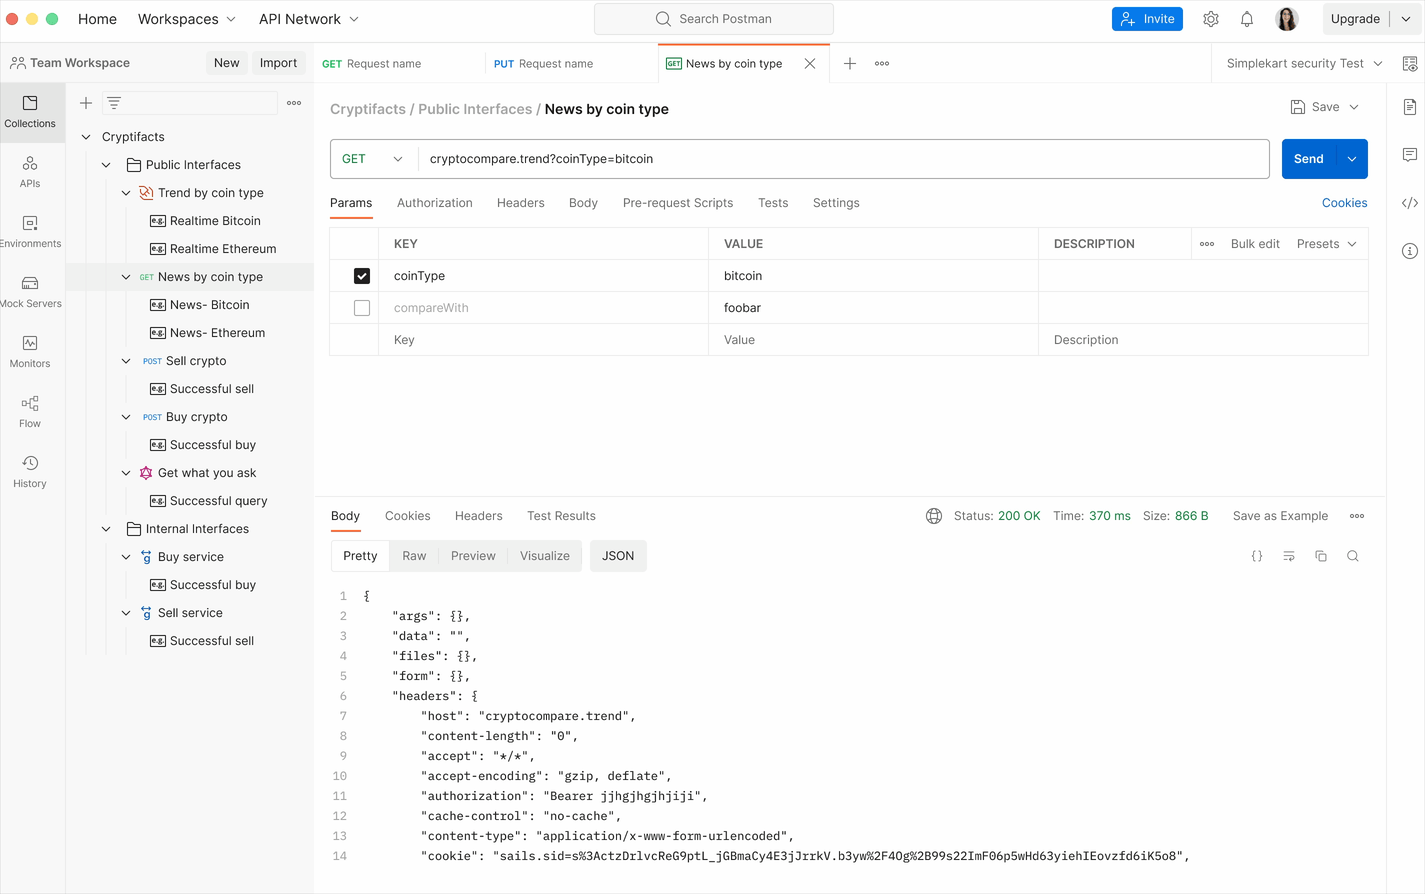 Home Workspaces API Network Search Postman Invite Upgrade
Team Workspace New Import GET Request name PUT Request name GET News by coin type Simplekart security Test
Collections
APIs
Environments
Mock Servers
Monitors
Flow
History
Cryptifacts
Public Interfaces
Trend by coin type
e.g. Realtime Bitcoin
e.g. Realtime Ethereum
GET News by coin type
e.g. News- Bitcoin
e.g. News- Ethereum
POST Sell crypto
e.g. Successful sell
POST Buy crypto
e.g. Successful buy
Get what you ask
e.g. Successful query
Internal Interfaces
g Buy service
e.g. Successful buy
g Sell service
e.g. Successful sell
Cryptifacts / Public Interfaces / News by coin type Save
GET cryptocompare.trend?coinType=bitcoin Send
Params Authorization Headers Body Pre-request Scripts Tests Settings Cookies
KEY VALUE DESCRIPTION Bulk edit Presets
coinType bitcoin
compareWith foobar
Key Value Description
Body Cookies Headers Test Results Status: 200 OK Time: 370 ms Size: 866 B Save as Example
Pretty Raw Preview Visualize JSON {}
1 {
2 "args": {},
3 "data": "",
4 "files": {},
5 "form": {},
6 "headers": {
7 "host": "cryptocompare.trend",
8 "content-length": "0",
9 "accept": "*/*",
10 "accept-encoding": "gzip, deflate",
11 "authorization": "Bearer jjhgjhgjhjiji",
12 "cache-control": "no-cache",
13 "content-type": "application/x-www-form-urlencoded",
14 "cookie": "sails.sid=s%3ActzDrlvcReG9ptL_jGBmaCy4E3jJrrkV.b3yw%2F4Og%2B99s22ImF06p5wHd63yiehIEovzfd6iK5o8",